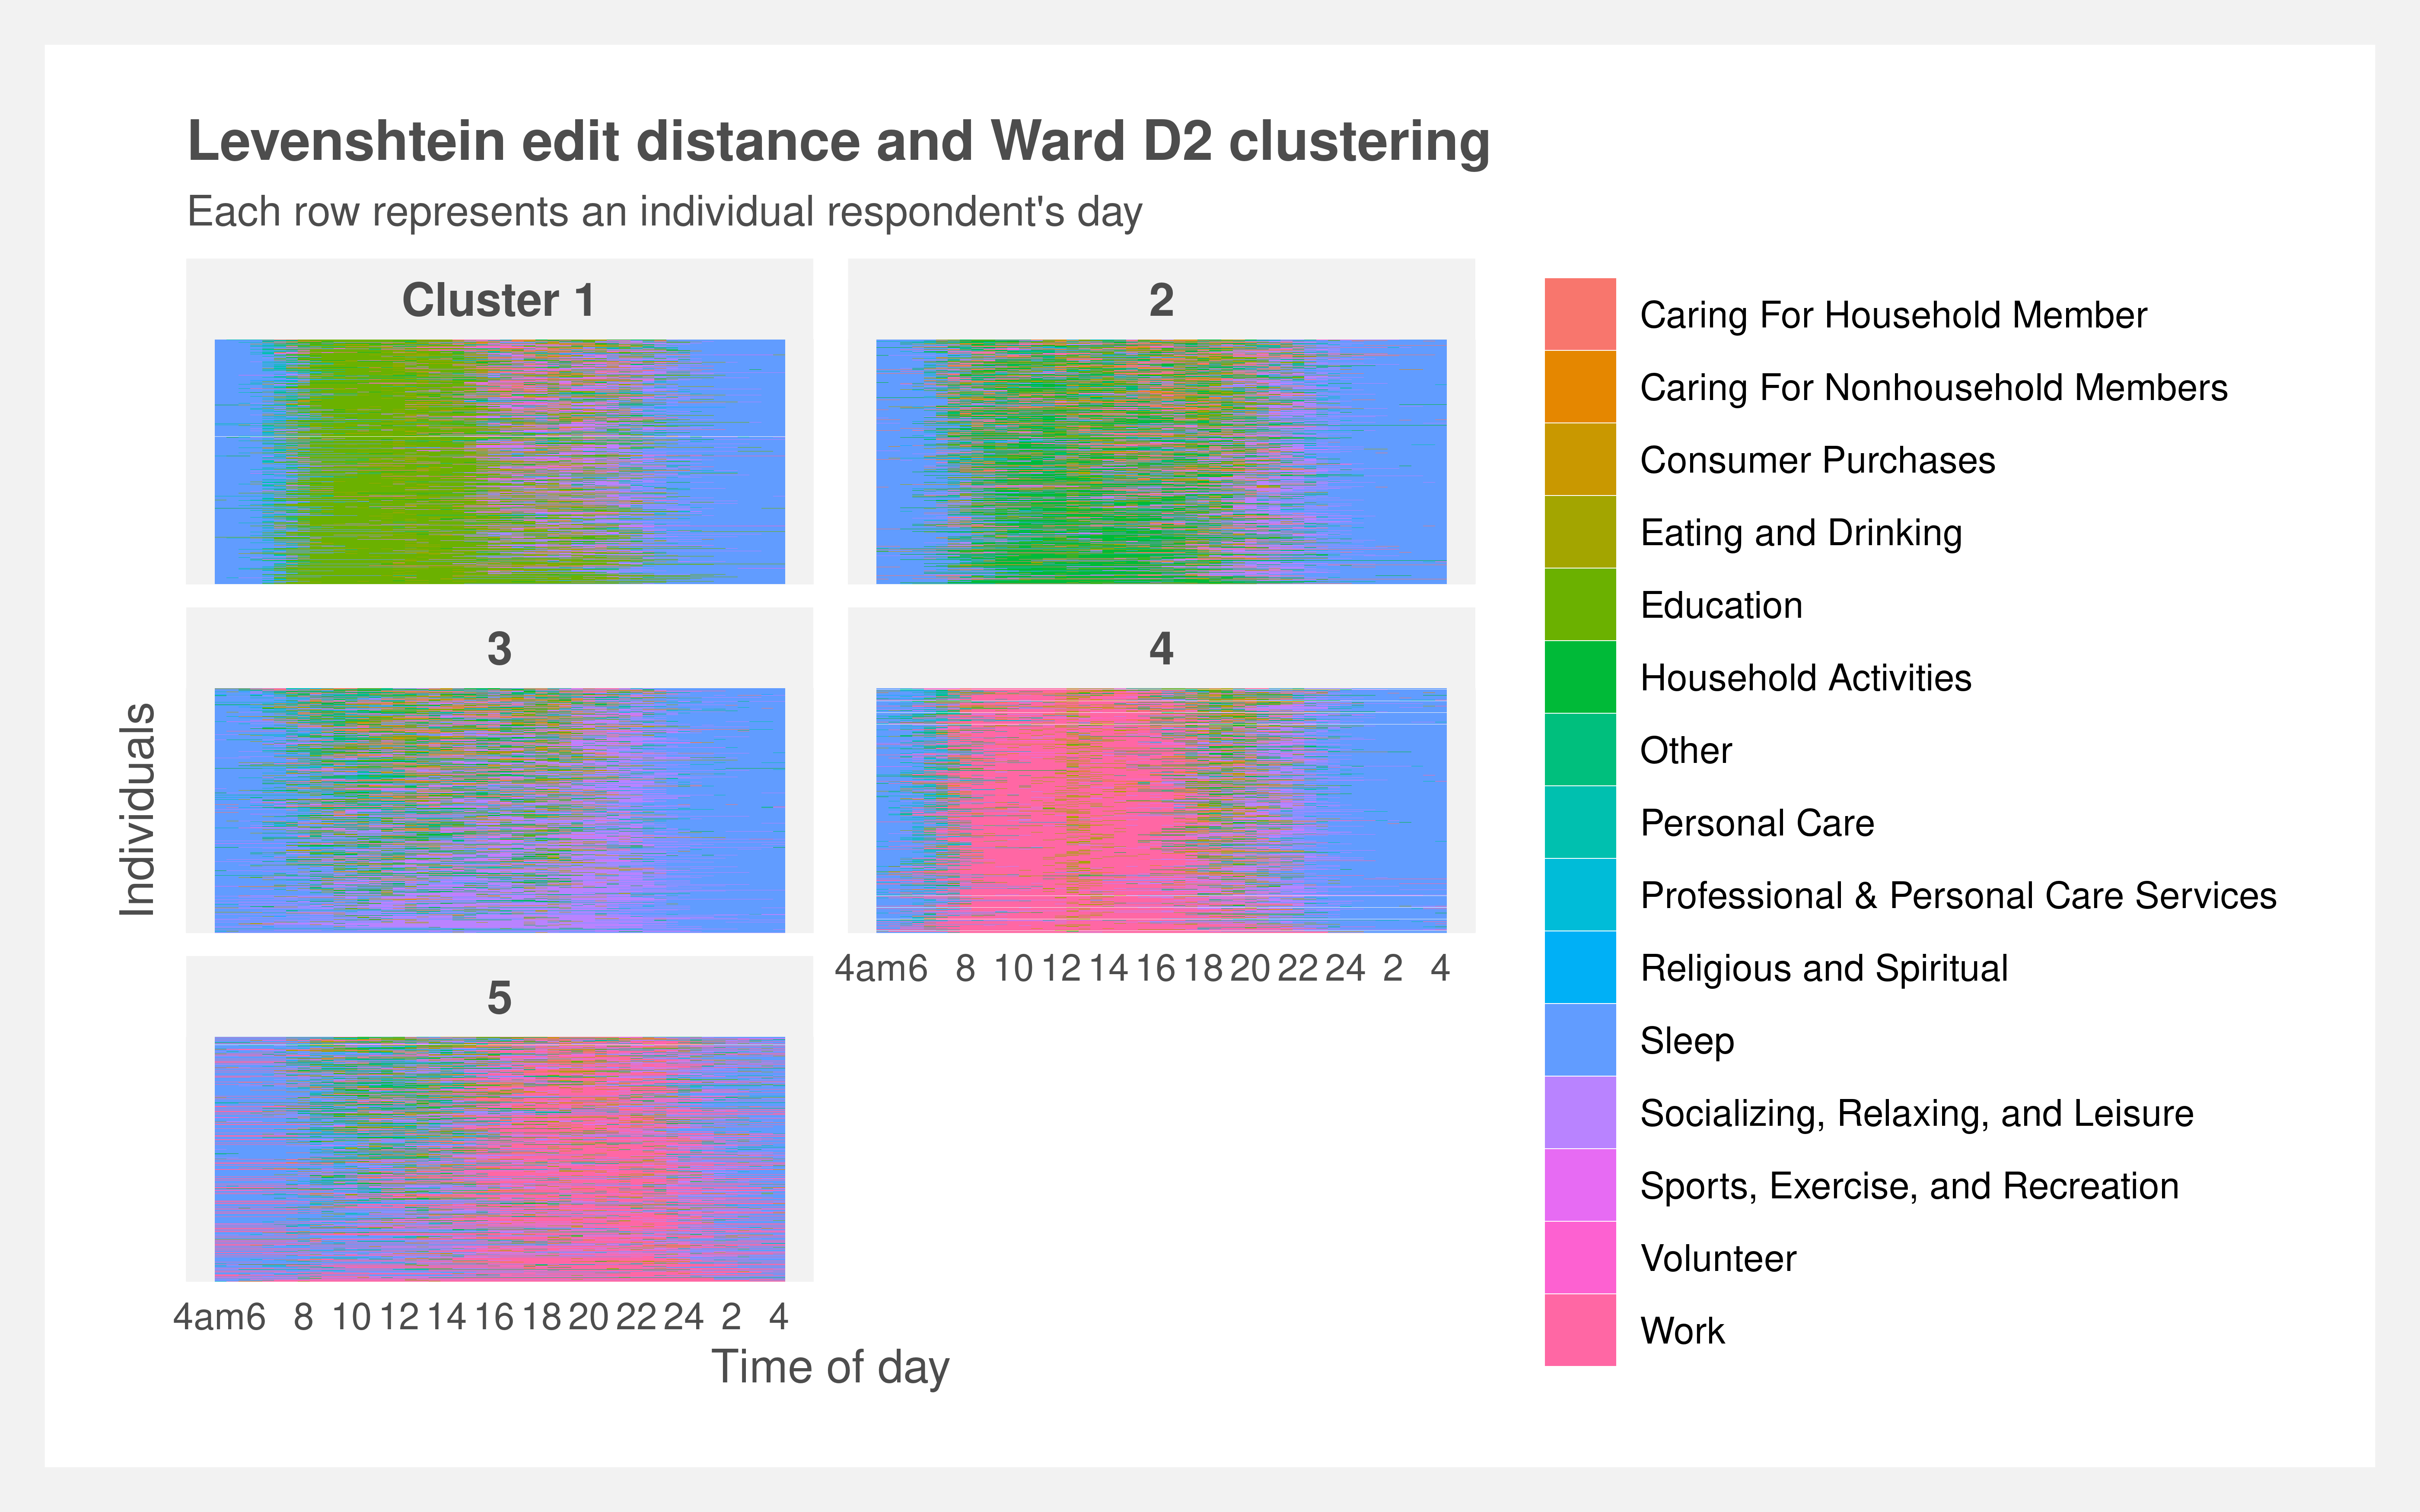 Levenshtein edit distance and Ward D2 clustering
Each row represents an individual respondent's day
Cluster 1
2
3
4
4am6 8 10 12 14 16 18 20 22 24 2 4
5
4am6 8 10 12 14 16 18 20 22 24 2 4
Time of day
Individuals
Caring For Household Member
Caring For Nonhousehold Members
Consumer Purchases
Eating and Drinking
Education
Household Activities
Other
Personal Care
Professional & Personal Care Services
Religious and Spiritual
Sleep
Socializing, Relaxing, and Leisure
Sports, Exercise, and Recreation
Volunteer
Work